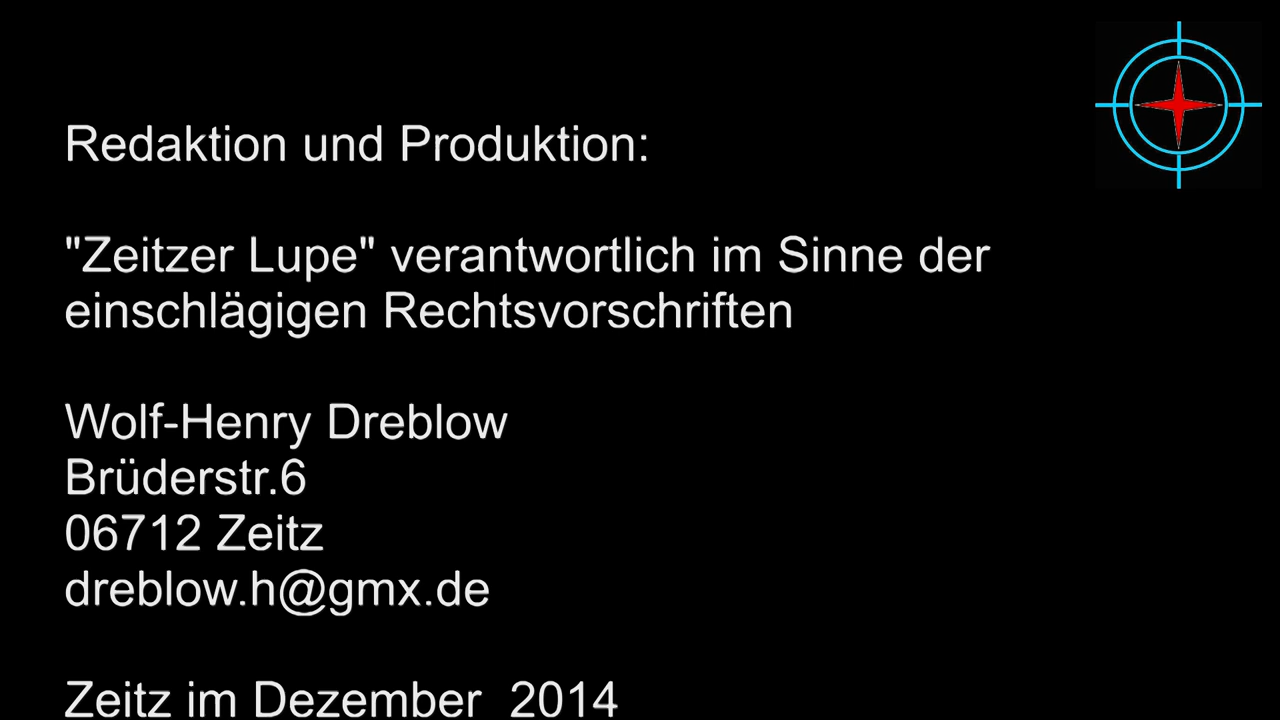 Redaktion und Produktion:
"Zeitzer Lupe" verantwortlich im Sinne der
einschlägigen Rechtsvorschriften
Wolf-Henry Dreblow
Brüderstr.6
06712 Zeitz
dreblow.h@gmx.de
Zeitz im Dezember  2014